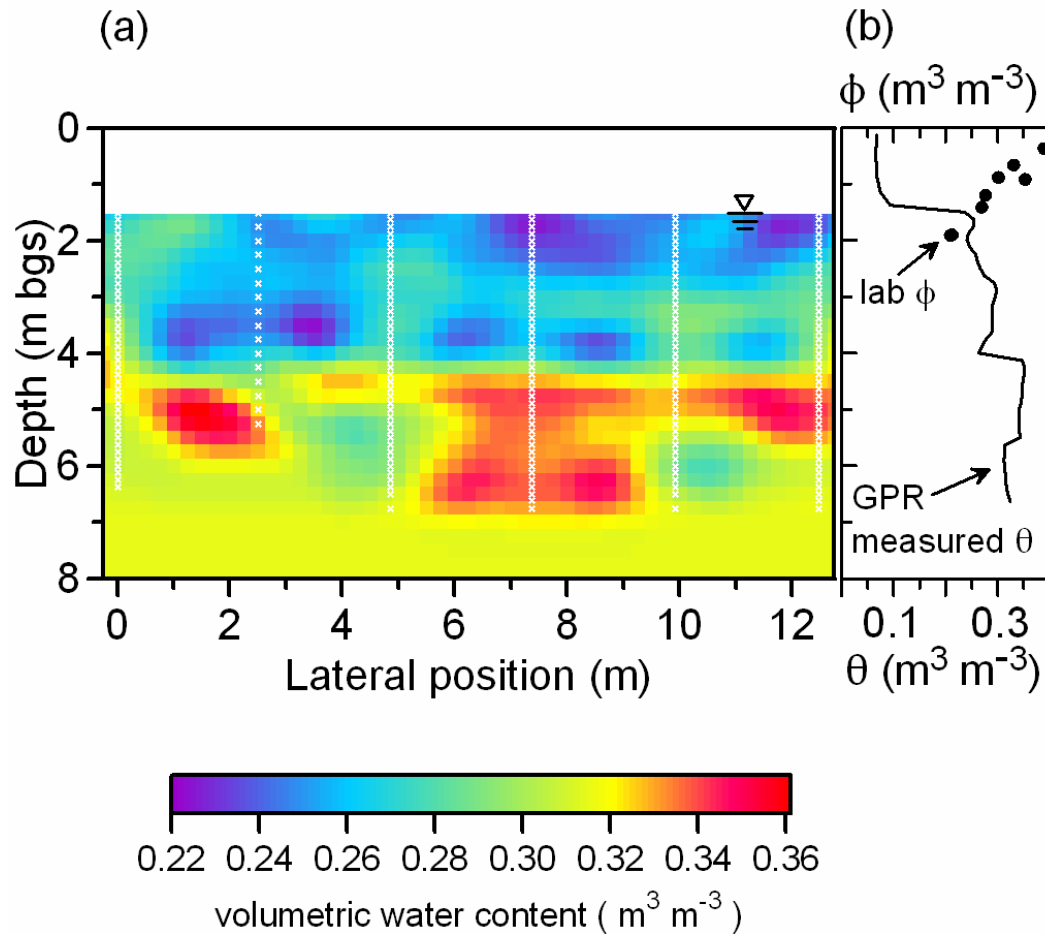 (a)
(b)
ϕ (m³ m⁻³)
0
2
4
6
8
Depth (m bgs)
lab ϕ
GPR
measured θ
0
2
4
6
8
10
12
Lateral position (m)
0.1
0.3
θ (m³ m⁻³)
0.22
0.24
0.26
0.28
0.30
0.32
0.34
0.36
volumetric water content ( m³ m⁻³ )